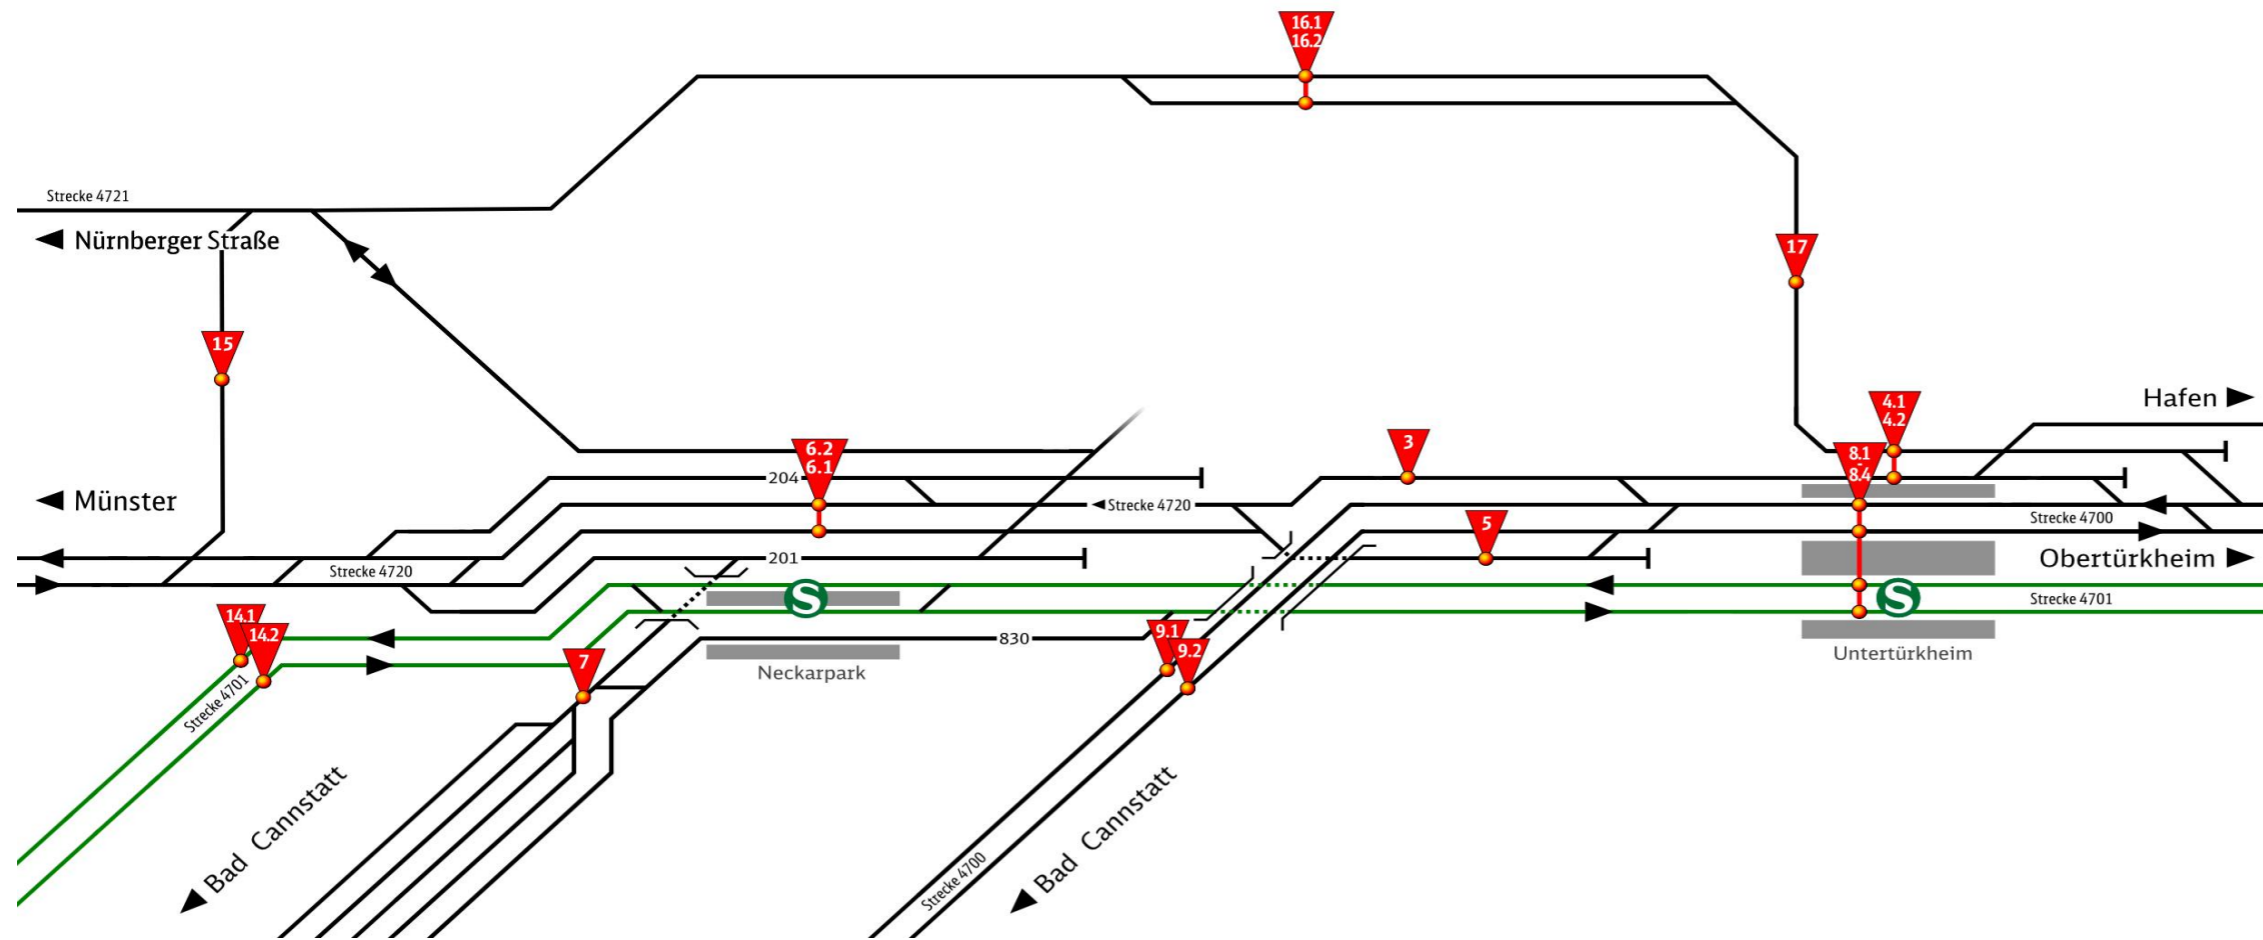 16.1
16.2
Strecke 4721
Nürnberger Straße
17
15
Hafen
4.1
4.2
3
6.2
6.1
8.1
-
8.4
204
Münster
Strecke 4720
Strecke 4700
5
201
Obertürkheim
Strecke 4720
S
S
Strecke 4701
14.1
14.2
9.1
9.2
830
7
Neckarpark
Untertürkheim
Strecke 4701
Bad Cannstatt
Bad Cannstatt
Strecke 4700